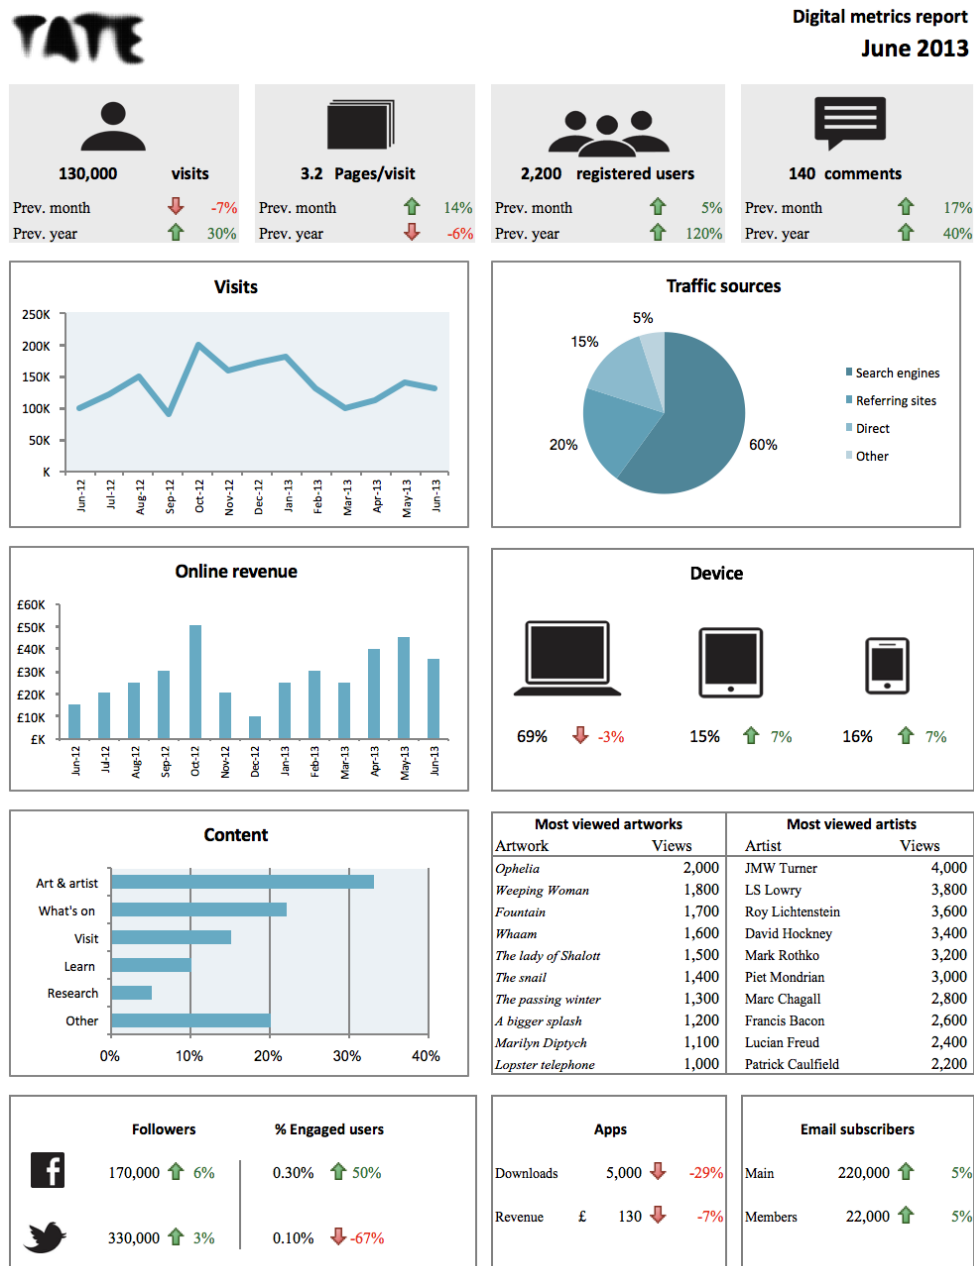 TATE
Digital metrics report
June 2013
130,000 visits
Prev. month -7%
Prev. year 30%
3.2 Pages/visit
Prev. month 14%
Prev. year -6%
2,200 registered users
Prev. month 5%
Prev. year 120%
140 comments
Prev. month 17%
Prev. year 40%
Visits
250K
200K
150K
100K
50K
K
Jun-12
Jul-12
Aug-12
Sep-12
Oct-12
Nov-12
Dec-12
Jan-13
Feb-13
Mar-13
Apr-13
May-13
Jun-13
Traffic sources
5%
15%
20%
60%
Search engines
Referring sites
Direct
Other
Online revenue
£60K
£50K
£40K
£30K
£20K
£10K
£K
Jun-12
Jul-12
Aug-12
Sep-12
Oct-12
Nov-12
Dec-12
Jan-13
Feb-13
Mar-13
Apr-13
May-13
Jun-13
Device
69% -3%
15% 7%
16% 7%
Content
Art & artist
What's on
Visit
Learn
Research
Other
0% 10% 20% 30% 40%
Most viewed artworks
Artwork Views
Ophelia 2,000
Weeping Woman 1,800
Fountain 1,700
Whaam 1,600
The lady of Shalott 1,500
The snail 1,400
The passing winter 1,300
A bigger splash 1,200
Marilyn Diptych 1,100
Lopster telephone 1,000
Most viewed artists
Artist Views
JMW Turner 4,000
LS Lowry 3,800
Roy Lichtenstein 3,600
David Hockney 3,400
Mark Rothko 3,200
Piet Mondrian 3,000
Marc Chagall 2,800
Francis Bacon 2,600
Lucian Freud 2,400
Patrick Caulfield 2,200
Followers % Engaged users
f 170,000 6% 0.30% 50%
330,000 3% 0.10% -67%
Apps
Downloads 5,000 -29%
Revenue £ 130 -7%
Email subscribers
Main 220,000 5%
Members 22,000 5%